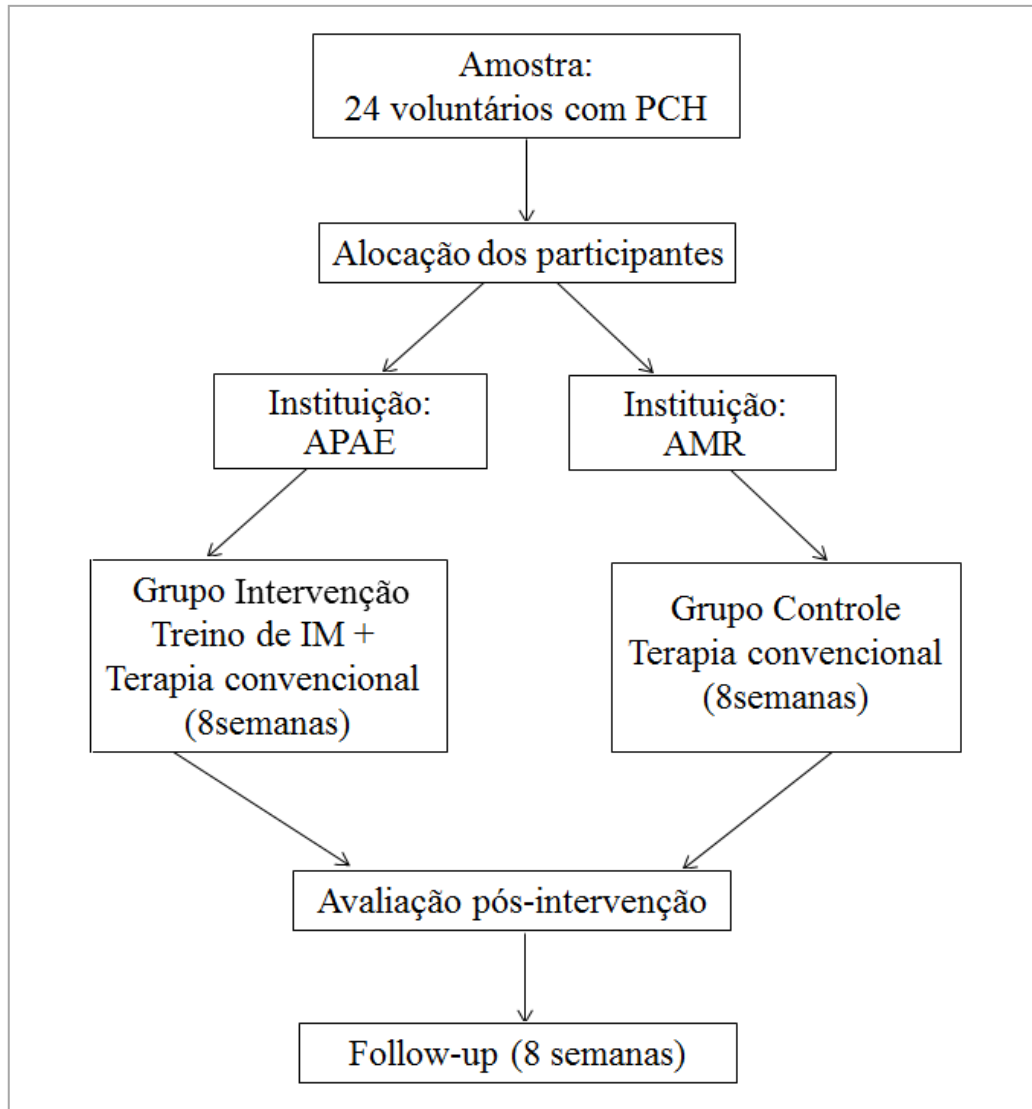 Amostra:
24 voluntários com PCH
Alocação dos participantes
Instituição:
APAE
Instituição:
AMR
Grupo Intervenção
Treino de IM +
Terapia convencional
(8semanas)
Grupo Controle
Terapia convencional
(8semanas)
Avaliação pós-intervenção
Follow-up (8 semanas)